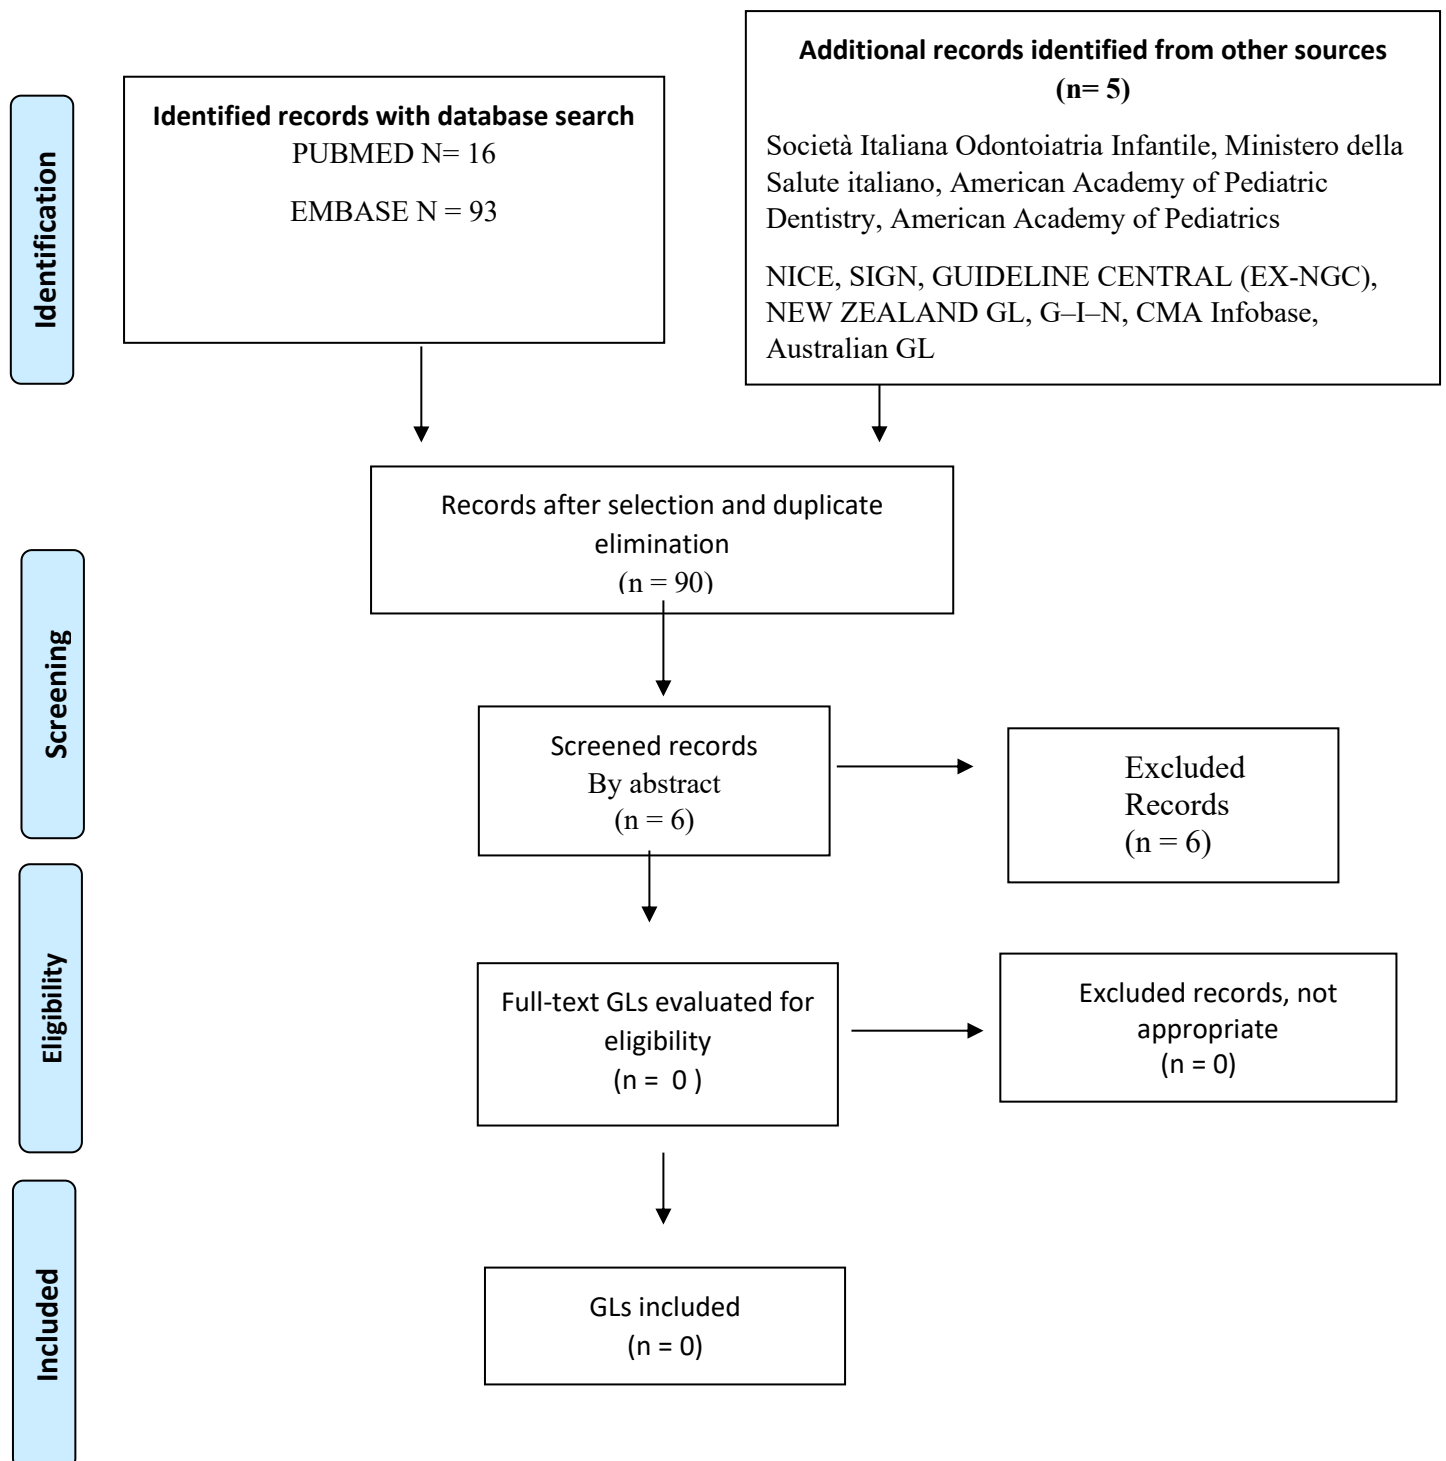 Identification
Identified records with database search
PUBMED N= 16
EMBASE N = 93
Additional records identified from other sources
(n= 5)
Società Italiana Odontoiatria Infantile, Ministero della
Salute italiano, American Academy of Pediatric
Dentistry, American Academy of Pediatrics
NICE, SIGN, GUIDELINE CENTRAL (EX-NGC),
NEW ZEALAND GL, G–I–N, CMA Infobase,
Australian GL
Records after selection and duplicate
elimination
(n = 90)
Screening
Screened records
By abstract
(n = 6)
Excluded
Records
(n = 6)
Eligibility
Full-text GLs evaluated for
eligibility
(n =  0 )
Excluded records, not
appropriate
(n = 0)
Included
GLs included
(n = 0)